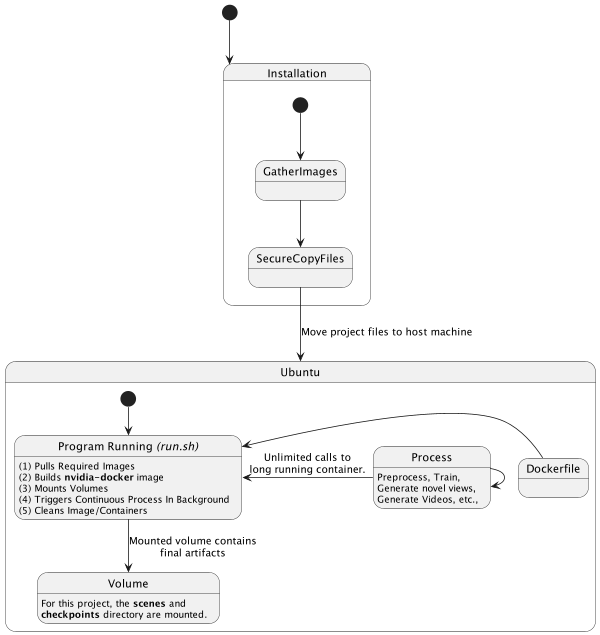 Installation
GatherImages
SecureCopyFiles
Move project files to host machine
Ubuntu
Program Running (run.sh)
(1) Pulls Required Images
(2) Builds nvidia-docker image
(3) Mounts Volumes
(4) Triggers Continuous Process In Background
(5) Cleans Image/Containers
Unlimited calls to
long running container.
Process
Preprocess, Train,
Generate novel views,
Generate Videos, etc.,
Dockerfile
Mounted volume contains
final artifacts
Volume
For this project, the scenes and
checkpoints directory are mounted.